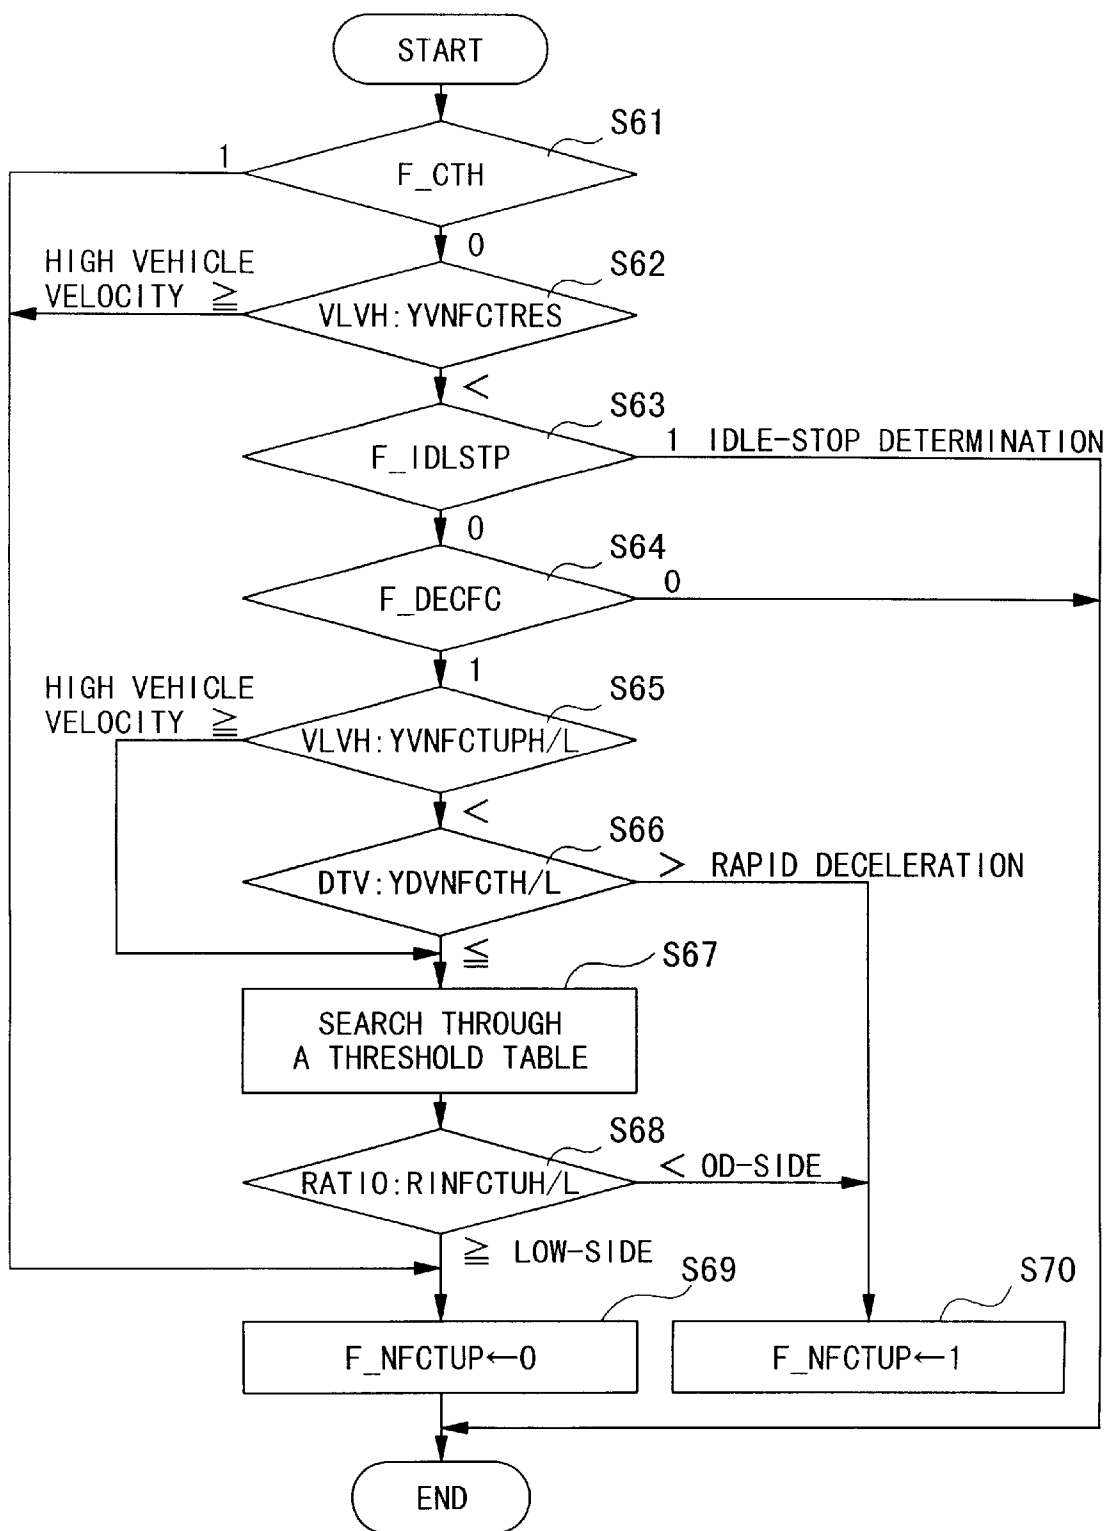 START
S61
1
F_CTH
0
HIGH VEHICLE
VELOCITY ≧
S62
VLVH:YVNFCTRES
<
S63
F_IDLSTP
1 IDLE-STOP DETERMINATION
0
S64
F_DECFC
0
1
HIGH VEHICLE
VELOCITY ≧
S65
VLVH:YVNFCTUPH/L
<
S66
DTV:YDVNFCTH/L
> RAPID DECELERATION
≦
S67
SEARCH THROUGH
A THRESHOLD TABLE
S68
RATIO:RINFCTUH/L
< OD-SIDE
≧ LOW-SIDE
S69
F_NFCTUP←0
S70
F_NFCTUP←1
END